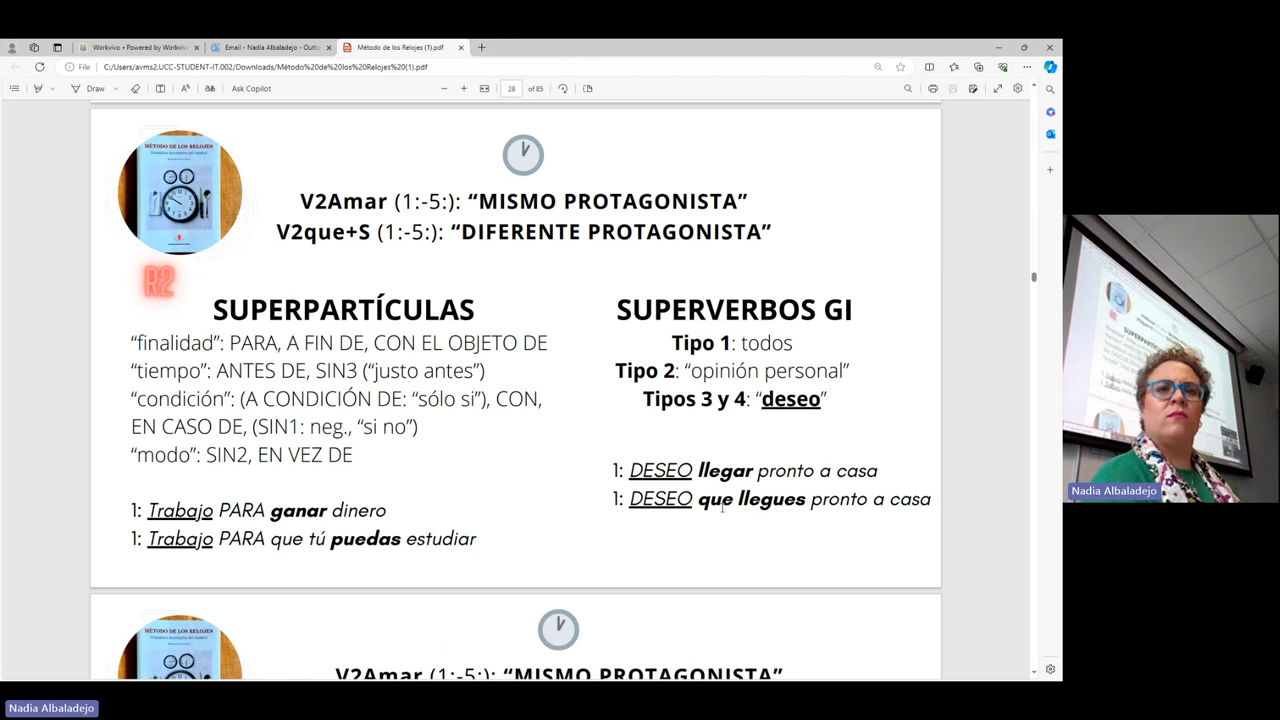 Workvivo • Powered by Workvivo
Email - Nadia Albaladejo - Outlo
Método de los Relojes (1).pdf
File
C:/Users/avms2.UCC-STUDENT-IT.002/Downloads/Método%20de%20los%20Relojes%20(1).pdf
Draw
Ask Copilot
28 of 85
MÉTODO DE LOS RELOJES
V2Amar (1:-5:): “MISMO PROTAGONISTA”
V2que+S (1:-5:): “DIFERENTE PROTAGONISTA”
R2
SUPERPARTÍCULAS
“finalidad”: PARA, A FIN DE, CON EL OBJETO DE
“tiempo”: ANTES DE, SIN3 (“justo antes”)
“condición”: (A CONDICIÓN DE: “sólo si”), CON,
EN CASO DE, (SIN1: neg., “si no”)
“modo”: SIN2, EN VEZ DE
1: Trabajo PARA ganar dinero
1: Trabajo PARA que tú puedas estudiar
SUPERVERBOS GI
Tipo 1: todos
Tipo 2: “opinión personal”
Tipos 3 y 4: “deseo”
1: DESEO llegar pronto a casa
1: DESEO que llegues pronto a casa
MÉTODO DE LOS RELOJES
V2Amar (1:-5:): “MISMO PROTAGONISTA”
Nadia Albaladejo
Nadia Albaladejo